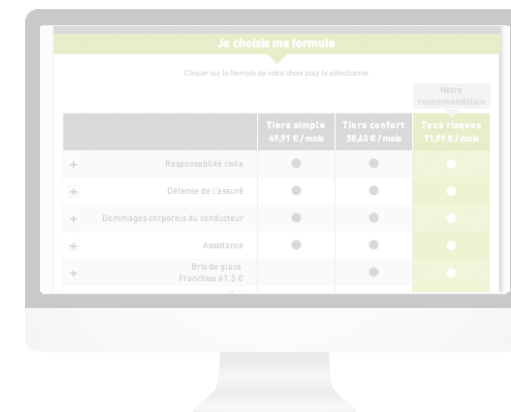 Je choisis ma formule
Cliquer sur la formule de votre choix pour la sélectionner
Notre
recommandation
Tiers simple Tiers confort Tous risques
49,91 € / mois 50,63 € / mois 71,99 € / mois
+ Responsabilité civile
+ Défense de l'assuré
+ Dommages corporels du conducteur
+ Assistance
+ Bris de glace
Franchise 67.5 €